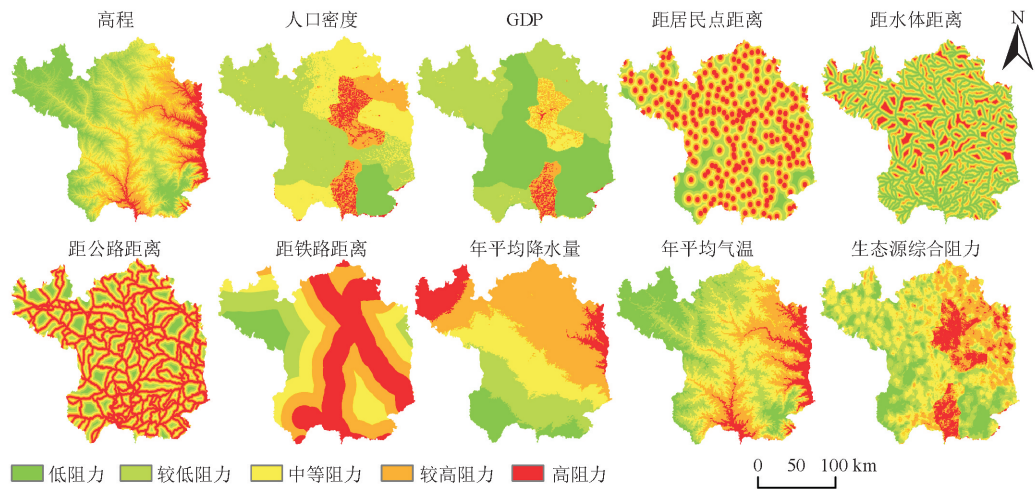 高程 人口密度 GDP 距居民点距离 距水体距离 N
距公路距离 距铁路距离 年平均降水量 年平均气温 生态源综合阻力
低阻力 较低阻力 中等阻力 较高阻力 高阻力 0 50 100 km